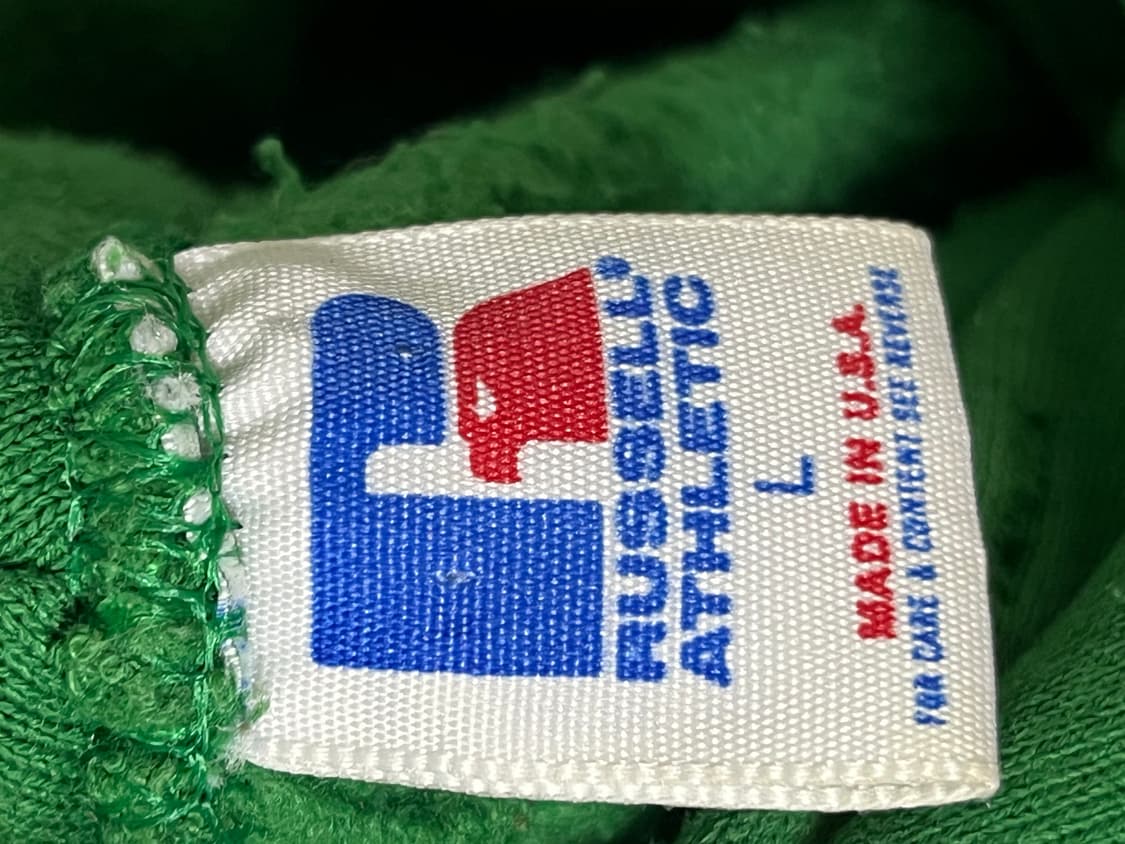 RUSSELL®
ATHLETIC
L
MADE IN U.S.A.
FOR CARE & CONTENT SEE REVERSE